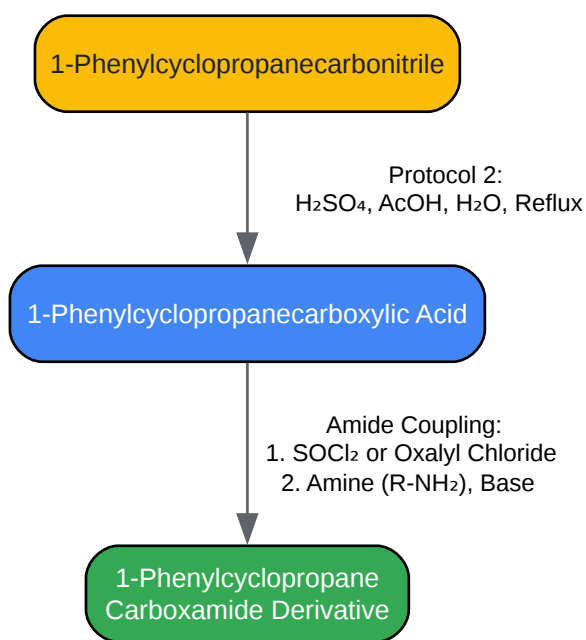 1-Phenylcyclopropanecarbonitrile
Protocol 2:
H₂SO₄, AcOH, H₂O, Reflux
1-Phenylcyclopropanecarboxylic Acid
Amide Coupling:
1. SOCl₂ or Oxalyl Chloride
2. Amine (R-NH₂), Base
1-Phenylcyclopropane
Carboxamide Derivative